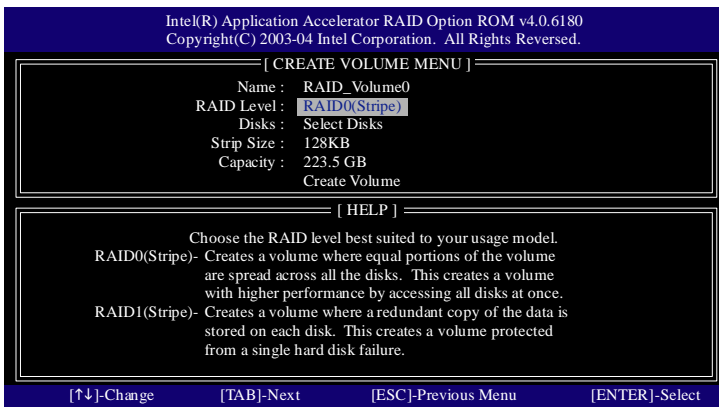 Intel(R) Application Accelerator RAID Option ROM v4.0.6180
Copyright(C) 2003-04 Intel Corporation. All Rights Reversed.
[ CREATE VOLUME MENU ]
Name : RAID_Volume0
RAID Level : RAID0(Stripe)
Disks : Select Disks
Strip Size : 128KB
Capacity : 223.5 GB
Create Volume
[ HELP ]
Choose the RAID level best suited to your usage model.
RAID0(Stripe)- Creates a volume where equal portions of the volume
are spread across all the disks. This creates a volume
with higher performance by accessing all disks at once.
RAID1(Stripe)- Creates a volume where a redundant copy of the data is
stored on each disk. This creates a volume protected
from a single hard disk failure.
[↑↓]-Change [TAB]-Next [ESC]-Previous Menu [ENTER]-Select